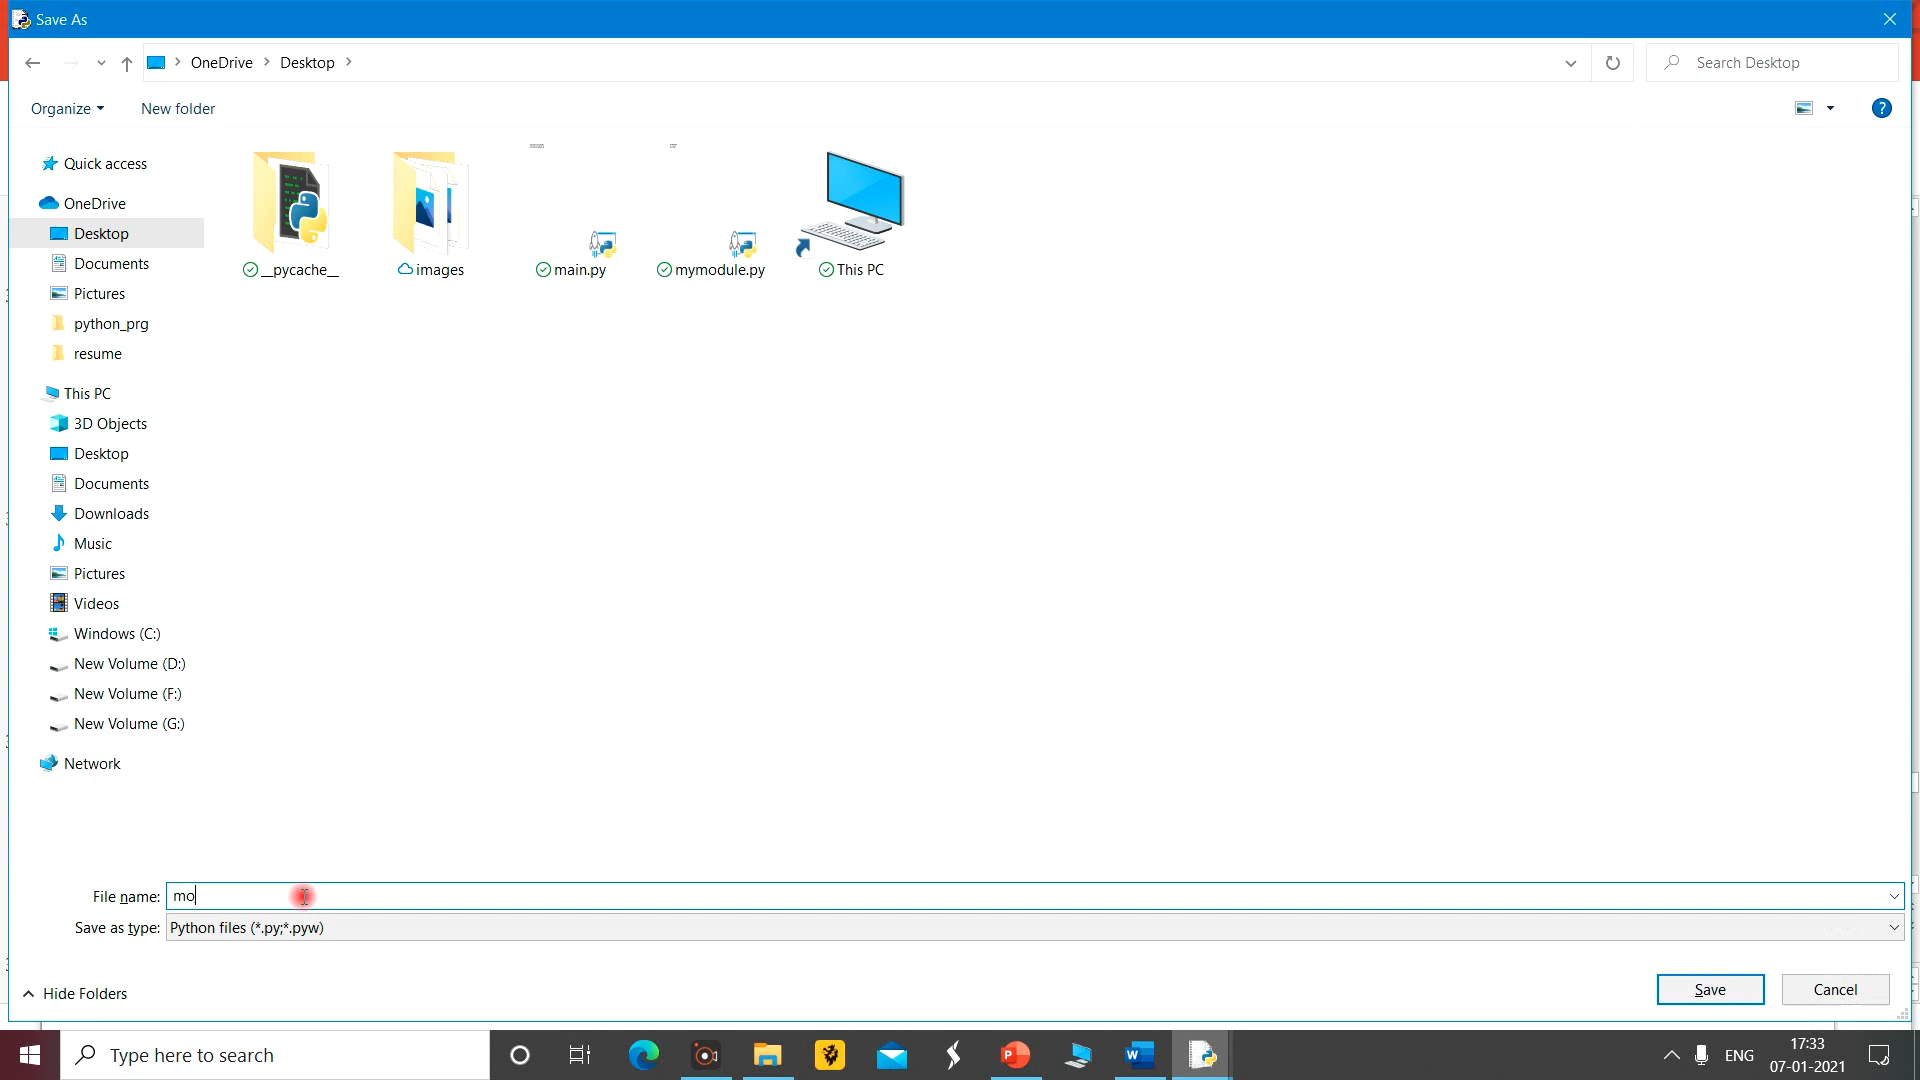 Save As
OneDrive > Desktop >
Search Desktop
Organize
New folder
Quick access
OneDrive
Desktop
Documents
Pictures
python_prg
resume
This PC
3D Objects
Desktop
Documents
Downloads
Music
Pictures
Videos
Windows (C:)
New Volume (D:)
New Volume (F:)
New Volume (G:)
Network
__pycache__
images
main.py
mymodule.py
This PC
File name: mo
Save as type: Python files (*.py;*.pyw)
Hide Folders
Save
Cancel
Type here to search
ENG
17:33
07-01-2021